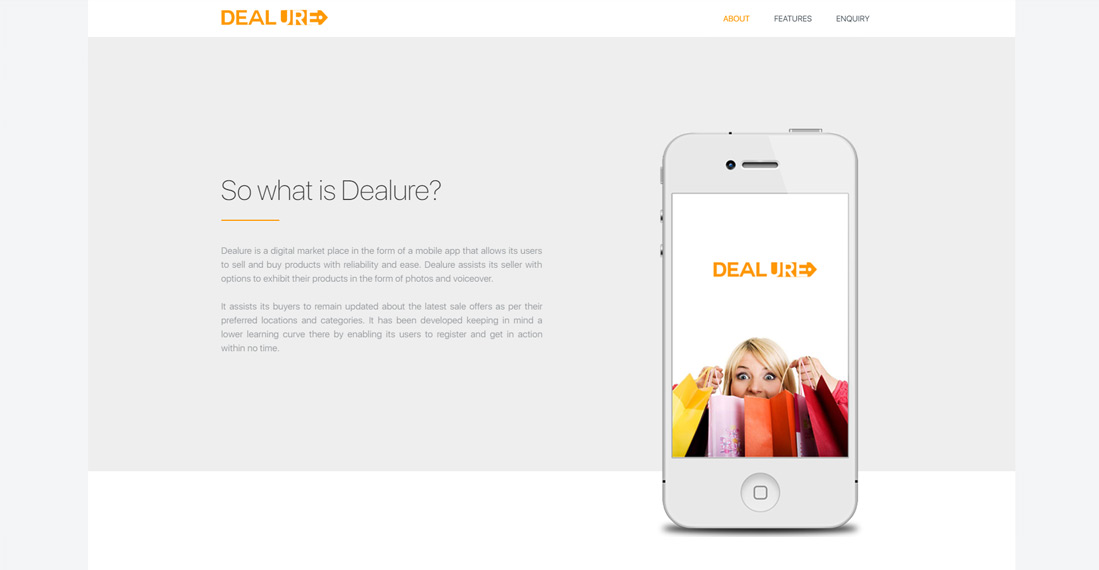 DEALURE
ABOUT FEATURES ENQUIRY
So what is Dealure?
Dealure is a digital market place in the form of a mobile app that allows its users
to sell and buy products with reliability and ease. Dealure assists its seller with
options to exhibit their products in the form of photos and voiceover.
It assists its buyers to remain updated about the latest sale offers as per their
preferred locations and categories. It has been developed keeping in mind a
lower learning curve there by enabling its users to register and get in action
within no time.
DEALURE